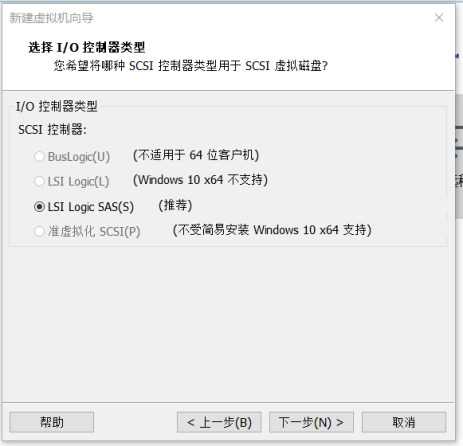 新建虚拟机向导
选择 I/O 控制器类型
您希望将哪种 SCSI 控制器类型用于 SCSI 虚拟磁盘?
I/O 控制器类型
SCSI 控制器:
BusLogic(U) (不适用于 64 位客户机)
LSI Logic(L) (Windows 10 x64 不支持)
LSI Logic SAS(S) (推荐)
准虚拟化 SCSI(P) (不受简易安装 Windows 10 x64 支持)
帮助 < 上一步(B) 下一步(N) > 取消